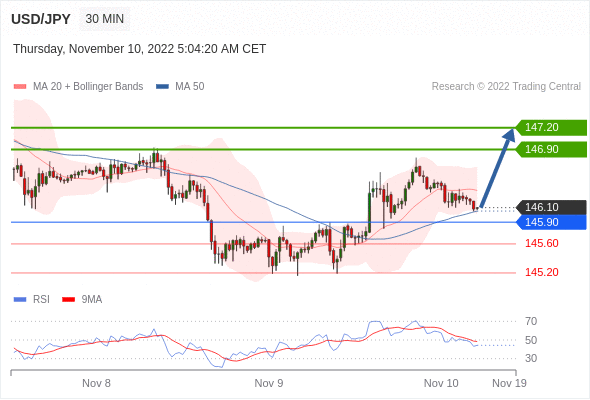 USD/JPY 30 MIN
Thursday, November 10, 2022 5:04:20 AM CET
MA 20 + Bollinger Bands MA 50 Research © 2022 Trading Central
147.20
146.90
146.10
145.90
145.60
145.20
RSI 9MA
70
50
30
Nov 8 Nov 9 Nov 10 Nov 19